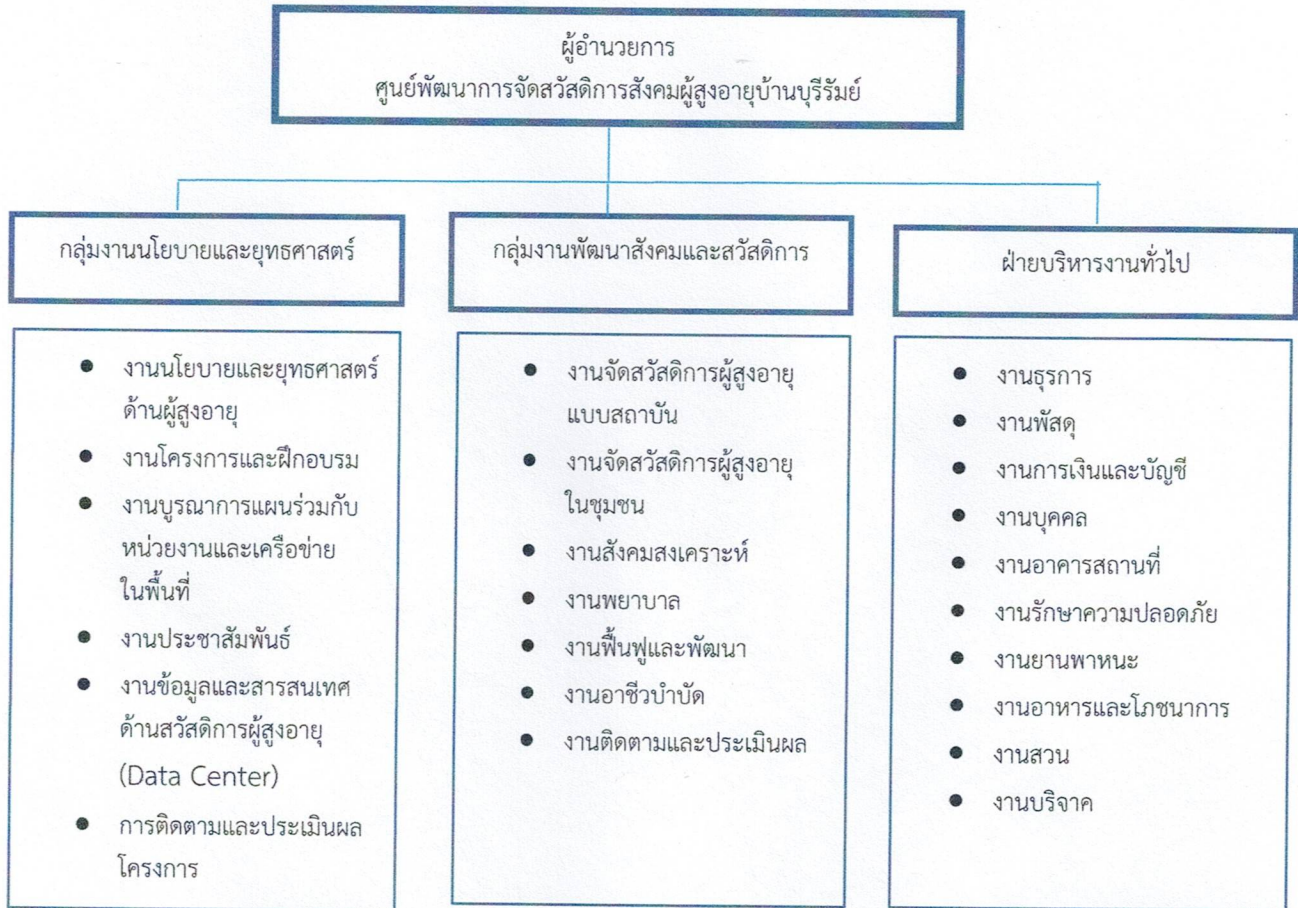 ผู้อำนวยการ
ศูนย์พัฒนาการจัดสวัสดิการสังคมผู้สูงอายุบ้านบุรีรัมย์
กลุ่มงานนโยบายและยุทธศาสตร์
งานนโยบายและยุทธศาสตร์
ด้านผู้สูงอายุ
งานโครงการและฝึกอบรม
งานบูรณาการแผนร่วมกับ
หน่วยงานและเครือข่าย
ในพื้นที่
งานประชาสัมพันธ์
งานข้อมูลและสารสนเทศ
ด้านสวัสดิการผู้สูงอายุ
(Data Center)
การติดตามและประเมินผล
โครงการ
กลุ่มงานพัฒนาสังคมและสวัสดิการ
งานจัดสวัสดิการผู้สูงอายุ
แบบสถาบัน
งานจัดสวัสดิการผู้สูงอายุ
ในชุมชน
งานสังคมสงเคราะห์
งานพยาบาล
งานฟื้นฟูและพัฒนา
งานอาชีวบำบัด
งานติดตามและประเมินผล
ฝ่ายบริหารงานทั่วไป
งานธุรการ
งานพัสดุ
งานการเงินและบัญชี
งานบุคคล
งานอาคารสถานที่
งานรักษาความปลอดภัย
งานยานพาหนะ
งานอาหารและโภชนาการ
งานสวน
งานบริจาค